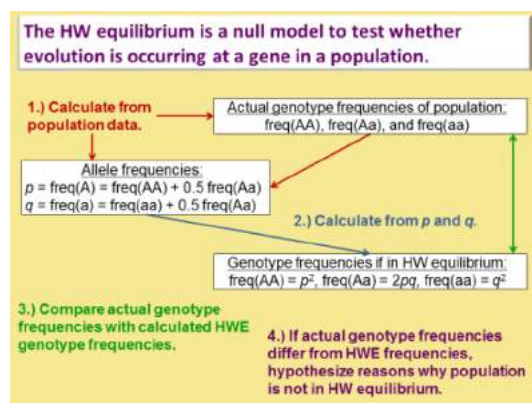 The HW equilibrium is a null model to test whether
evolution is occurring at a gene in a population.
1.) Calculate from
population data.
Actual genotype frequencies of population:
freq(AA), freq(Aa), and freq(aa)
Allele frequencies:
p = freq(A) = freq(AA) + 0.5 freq(Aa)
q = freq(a) = freq(aa) + 0.5 freq(Aa)
2.) Calculate from p and q.
Genotype frequencies if in HW equilibrium:
freq(AA) = p², freq(Aa) = 2pq, freq(aa) = q²
3.) Compare actual genotype
frequencies with calculated HWE
genotype frequencies.
4.) If actual genotype frequencies
differ from HWE frequencies,
hypothesize reasons why population
is not in HW equilibrium.